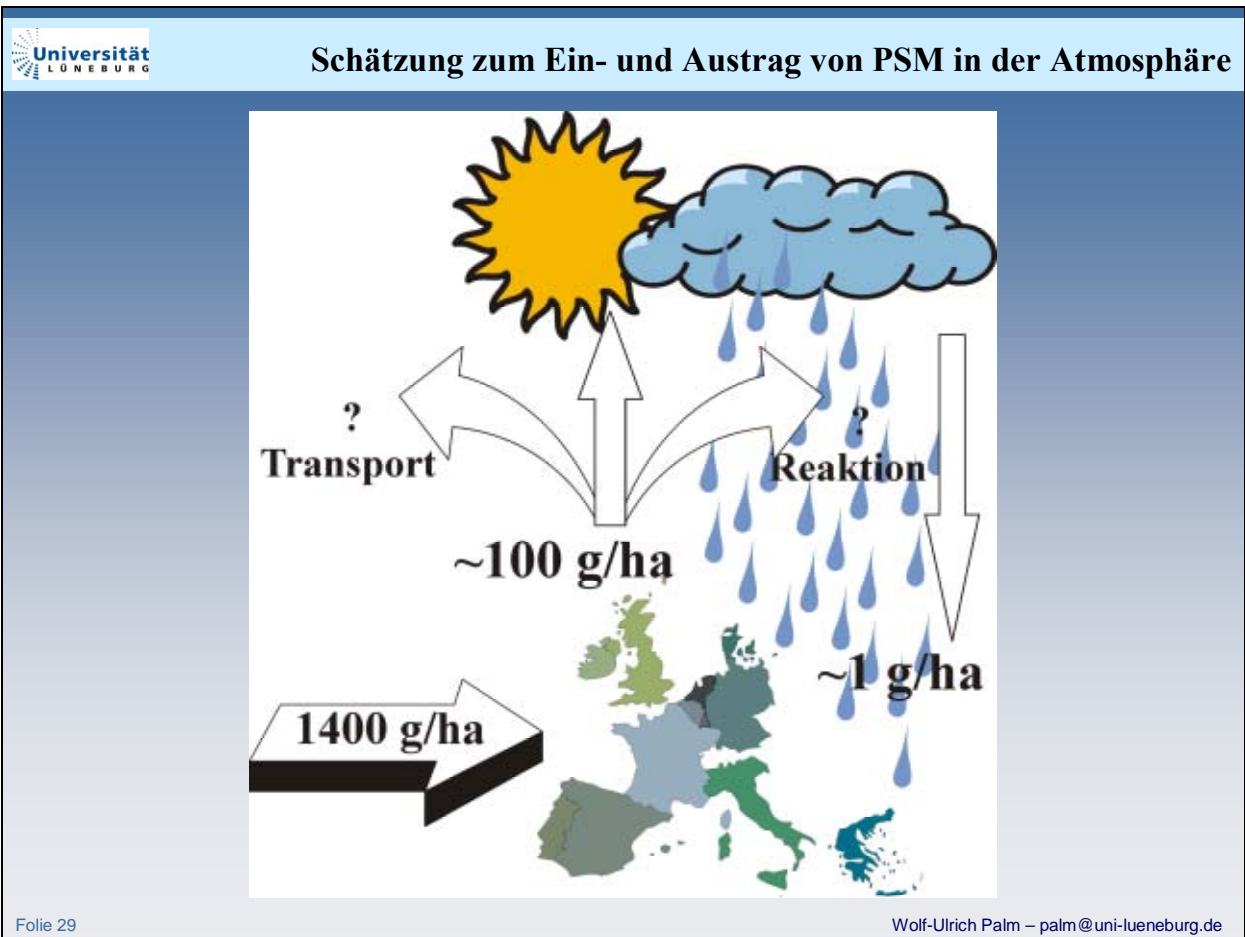 Universität
LÜNEBURG
Schätzung zum Ein- und Austrag von PSM in der Atmosphäre
?
Transport
?
Reaktion
~100 g/ha
~1 g/ha
1400 g/ha
Folie 29
Wolf-Ulrich Palm – palm@uni-lueneburg.de